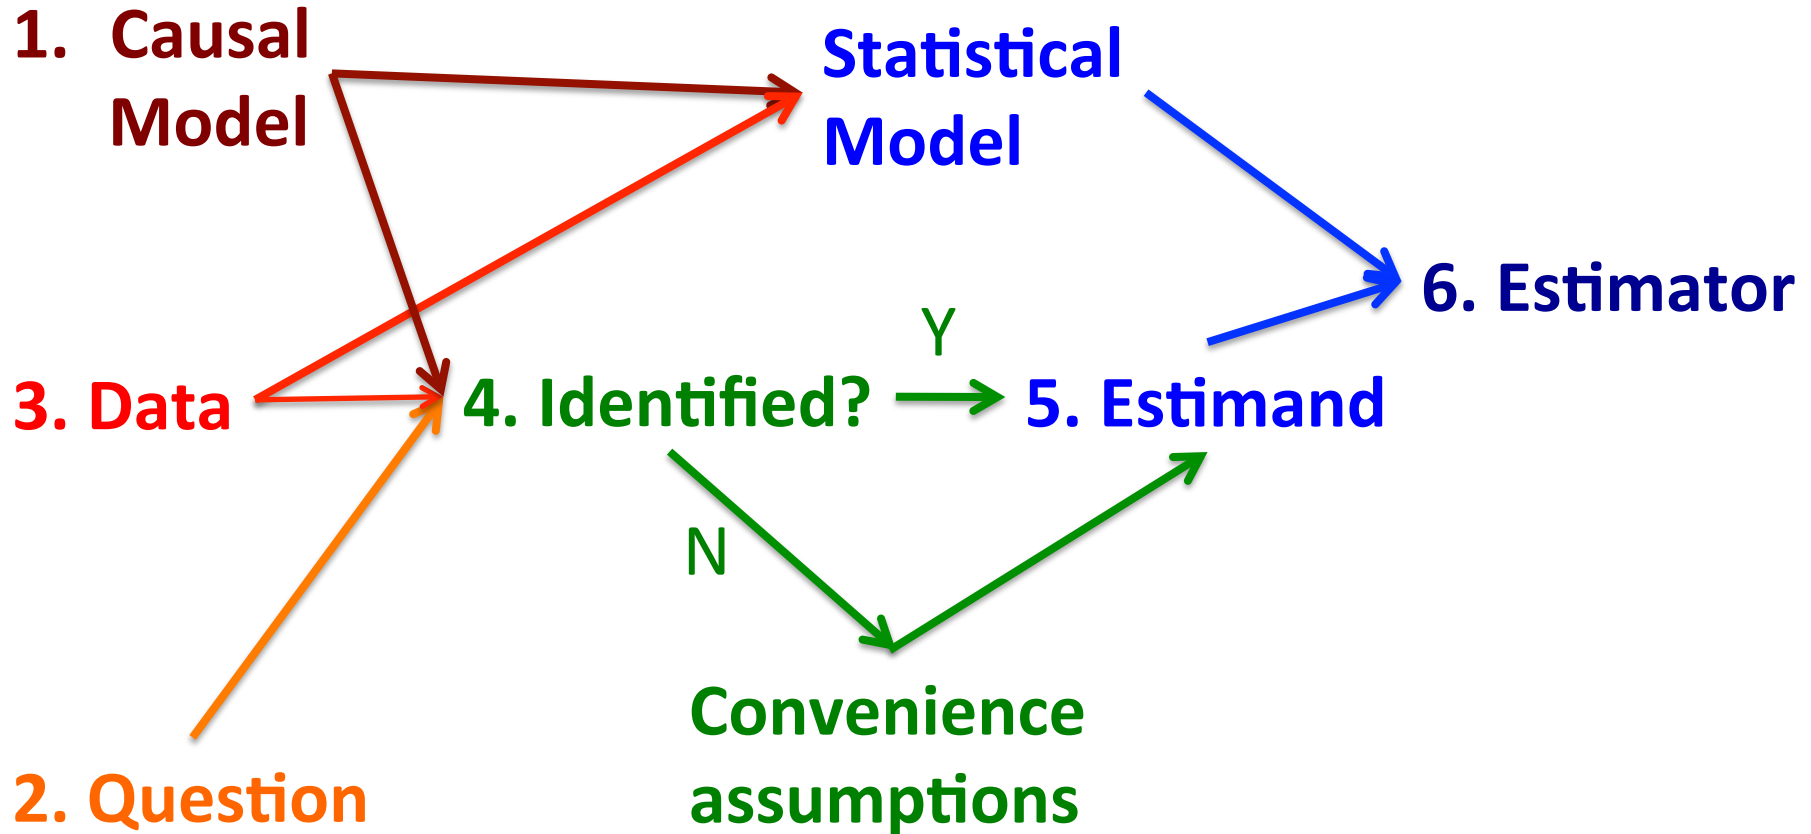 1. Causal
Model
Statistical
Model
6. Estimator
Y
3. Data
4. Identified?
5. Estimand
N
Convenience
assumptions
2. Question